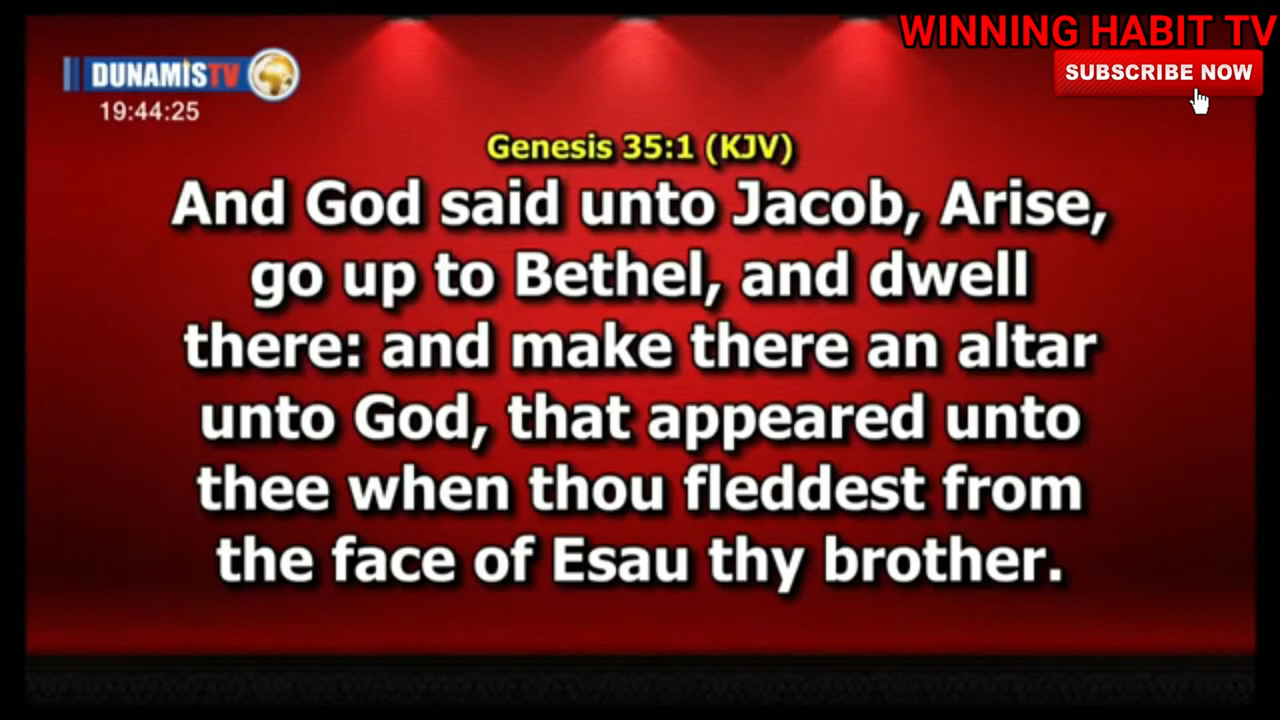 WINNING HABIT TV
DUNAMISTV
SUBSCRIBE NOW
19:44:25
Genesis 35:1 (KJV)
And God said unto Jacob, Arise,
go up to Bethel, and dwell
there: and make there an altar
unto God, that appeared unto
thee when thou fleddest from
the face of Esau thy brother.